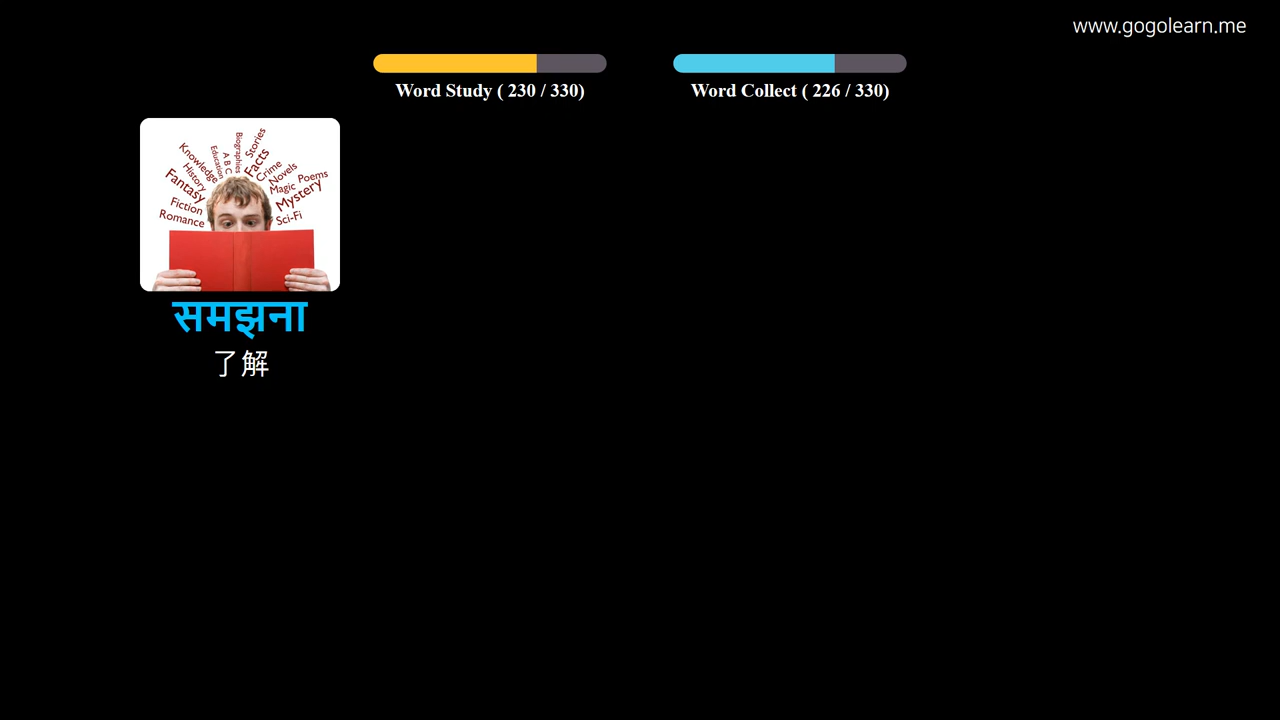 www.gogolearn.me
Word Study ( 230 / 330)
Word Collect ( 226 / 330)
Stories
Biographies
Facts
A B C
Education
Knowledge
Crime
Novels
History
Magic
Poems
Fantasy
Mystery
Fiction
Sci-Fi
Romance
समझना
了解